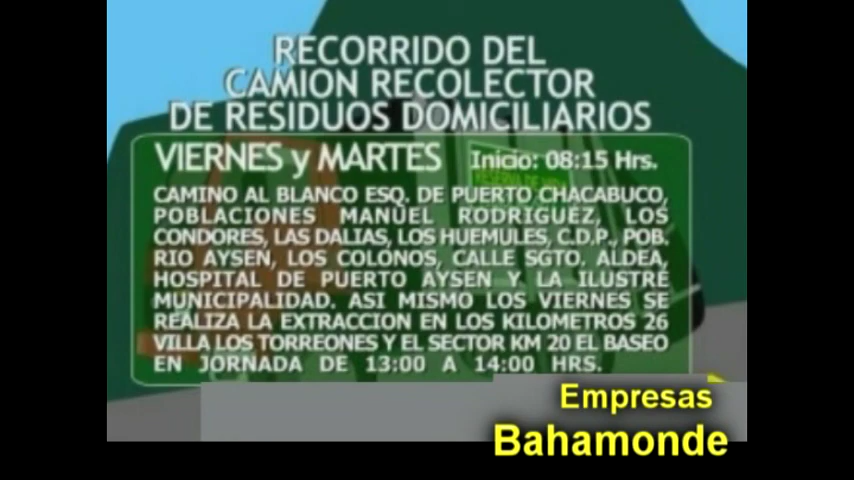 RECORRIDO DEL
CAMION RECOLECTOR
DE RESIDUOS DOMICILIARIOS
VIERNES y MARTES Inicio: 08:15 Hrs.
CAMINO AL BLANCO ESQ. DE PUERTO CHACABUCO,
POBLACIONES MANUEL RODRIGUEZ, LOS
CONDORES, LAS DALIAS, LOS HUEMULES, C.D.P., POB.
RIO AYSEN, LOS COLONOS, CALLE SGTO. ALDEA,
HOSPITAL DE PUERTO AYSEN Y LA ILUSTRE
MUNICIPALIDAD. ASI MISMO LOS VIERNES SE
REALIZA LA EXTRACCION EN LOS KILOMETROS 26
VILLA LOS TORREONES Y EL SECTOR KM 20 EL BASEO
EN JORNADA DE 13:00 A 14:00 HRS.
Empresas
Bahamonde